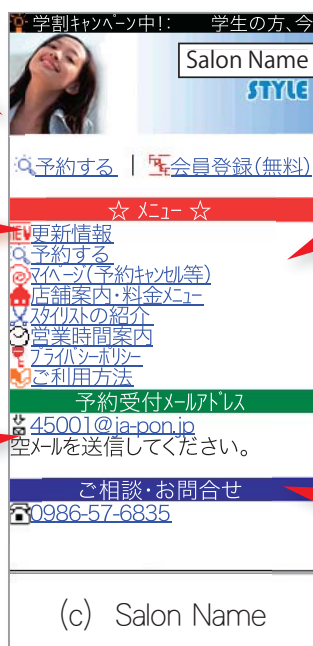 学割ｷｬﾝﾍﾟｰﾝ中!:　　学生の方、今
Salon Name
STYLE
予約する | FREE会員登録(無料)
☆ ﾒﾆｭｰ ☆
更新情報
予約する
ﾏｲﾍﾟｰｼﾞ(予約ｷｬﾝｾﾙ等)
店舗案内・料金ﾒﾆｭｰ
ｽﾀｲﾘｽﾄの紹介
営業時間案内
ﾌﾟﾗｲﾊﾞｼｰﾎﾟﾘｼｰ
ご利用方法
予約受付ﾒｰﾙｱﾄﾞﾚｽ
45001@ja-pon.jp
空ﾒｰﾙを送信してください。
ご相談・お問合せ
0986-57-6835
(c) Salon Name